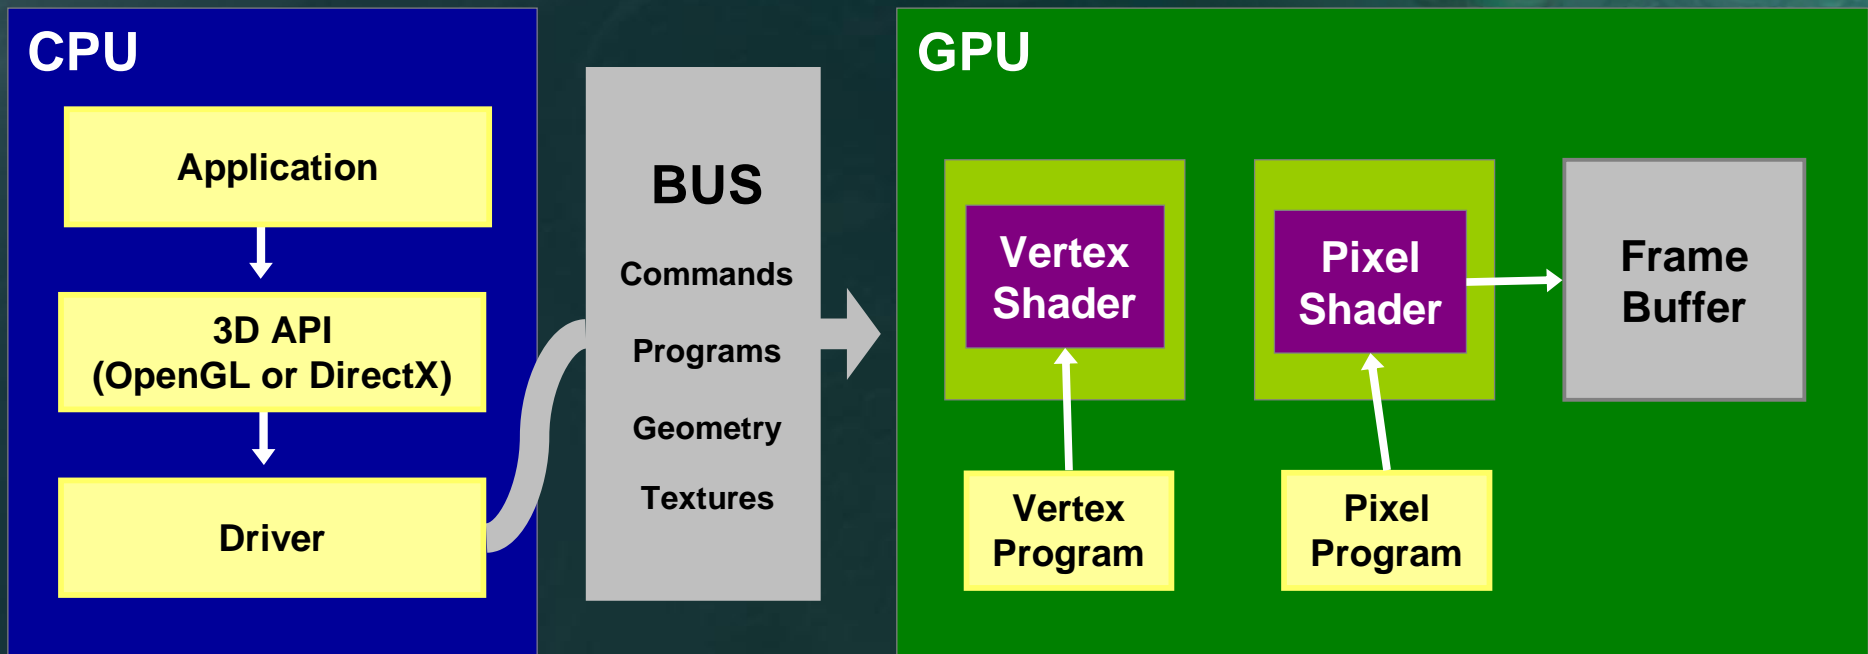 CPU
Application
3D API
(OpenGL or DirectX)
Driver
BUS
Commands
Programs
Geometry
Textures
GPU
Vertex
Shader
Pixel
Shader
Frame
Buffer
Vertex
Program
Pixel
Program